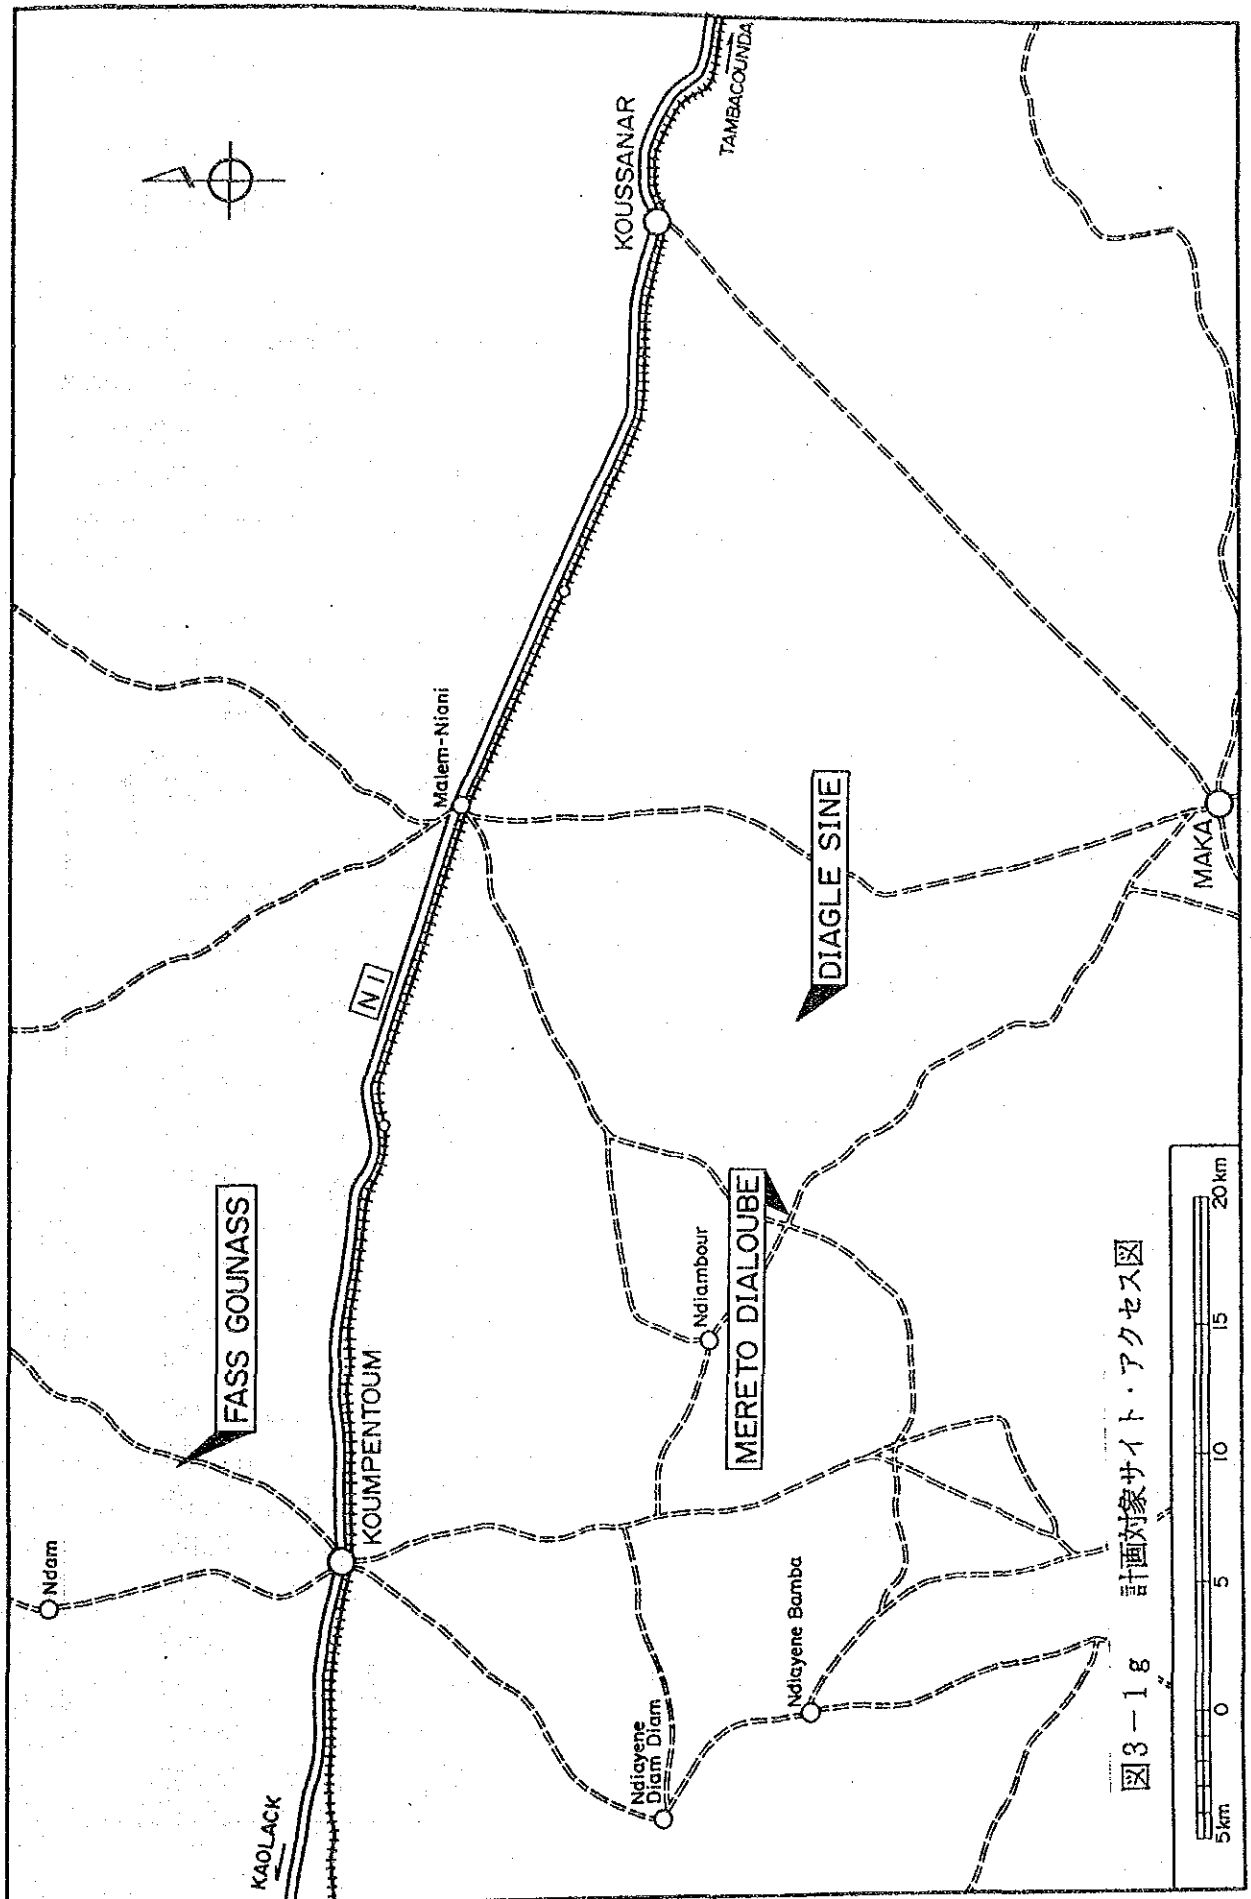 KAOLACK
TAMBACOUNDA
Ndam
FASS GOUNASS
KOUMPENTOUM
N 1
Malem-Niani
KOUSSANAR
Ndiayene
Diam Diam
Ndiayene Bamba
Ndiambour
MERETO DIALOUBE
DIAGLE SINE
MAKA
図3-1g 計画対象サイト・アクセス図
5km 0 5 10 15 20km